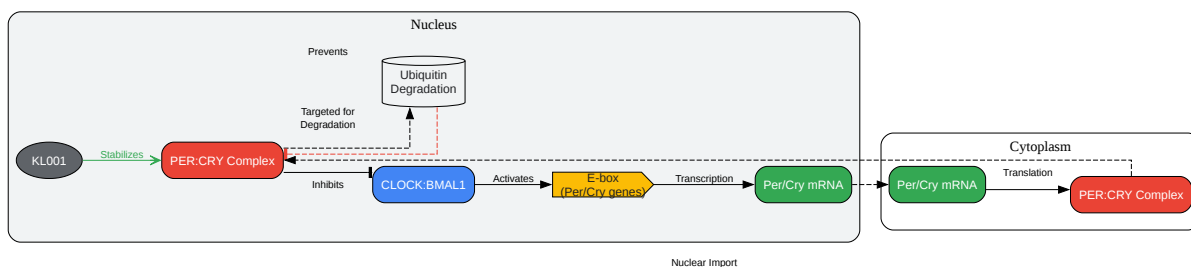 Nucleus
Prevents
Ubiquitin
Degradation
Targeted for
Degradation
KL001
Stabilizes
PER:CRY Complex
Inhibits
CLOCK:BMAL1
Activates
E-box
(Per/Cry genes)
Transcription
Per/Cry mRNA
Cytoplasm
Per/Cry mRNA
Translation
PER:CRY Complex
Nuclear Import